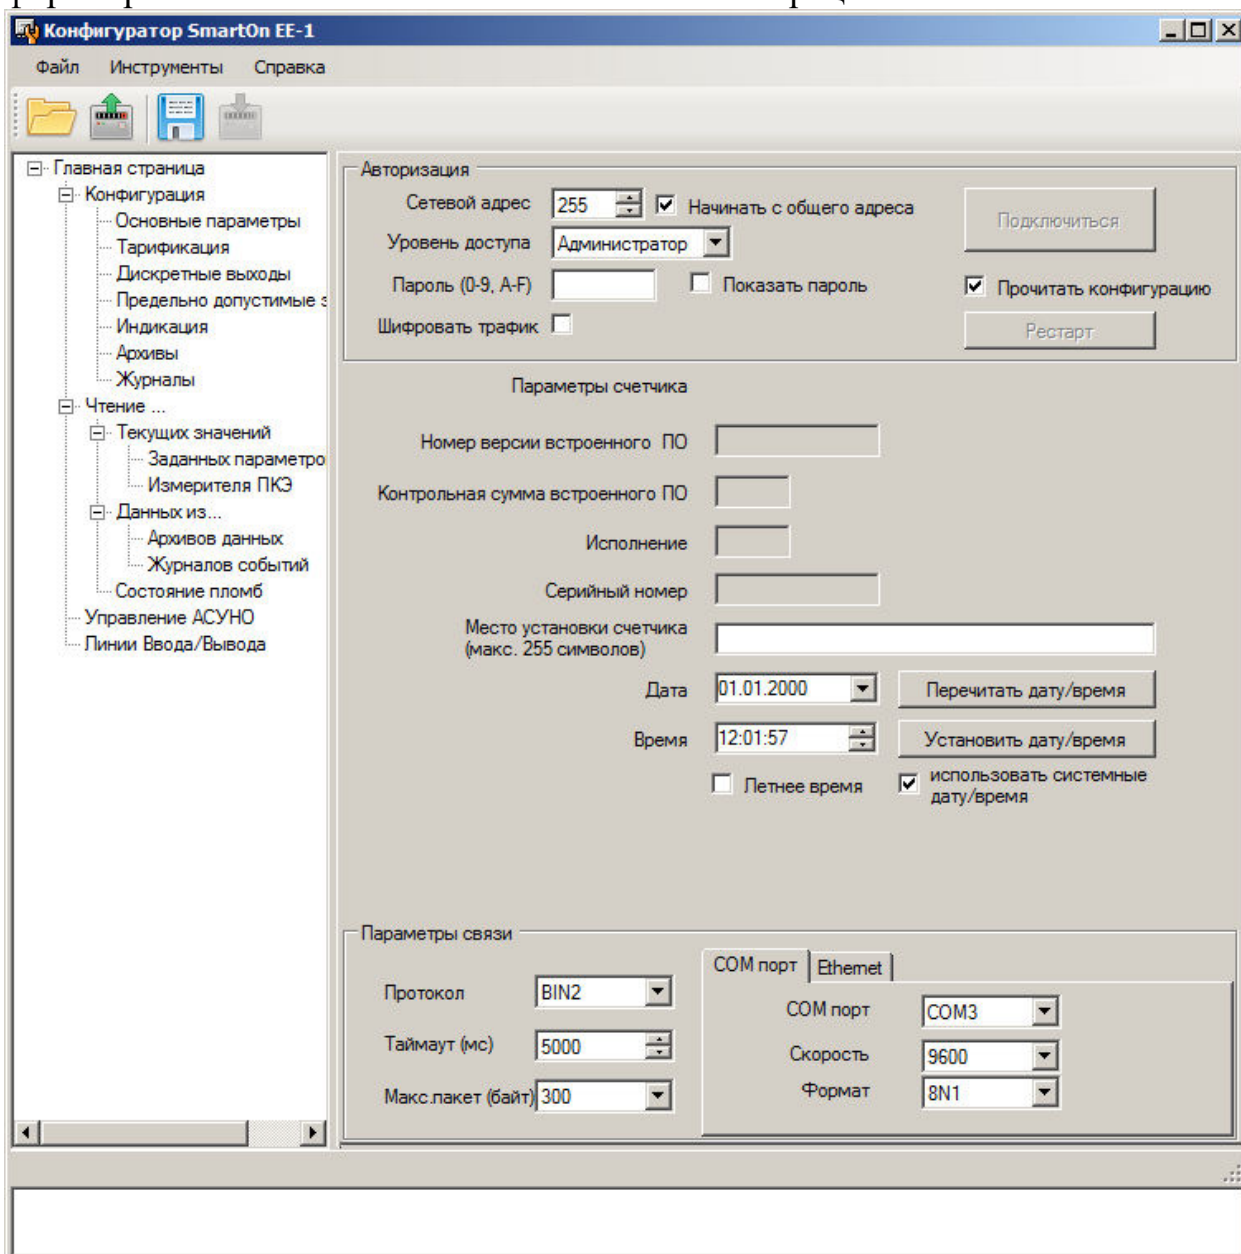 Конфигуратор SmartOn EE-1
Файл Инструменты Справка
Главная страница
Конфигурация
Основные параметры
Тарификация
Дискретные выходы
Предельно допустимые з
Индикация
Архивы
Журналы
Чтение ...
Текущих значений
Заданных параметро
Измерителя ПКЭ
Данных из...
Архивов данных
Журналов событий
Состояние пломб
Управление АСУНО
Линии Ввода/Вывода
Авторизация
Сетевой адрес 255 Начинать с общего адреса
Подключиться
Уровень доступа Администратор
Пароль (0-9, A-F) Показать пароль
Прочитать конфигурацию
Шифровать трафик
Рестарт
Параметры счетчика
Номер версии встроенного ПО
Контрольная сумма встроенного ПО
Исполнение
Серийный номер
Место установки счетчика
(макс. 255 символов)
Дата 01.01.2000 Перечитать дату/время
Время 12:01:57 Установить дату/время
Летнее время использовать системные
дату/время
Параметры связи
Протокол BIN2
Таймаут (мс) 5000
Макс.пакет (байт) 300
COM порт Ethernet
COM порт COM3
Скорость 9600
Формат 8N1